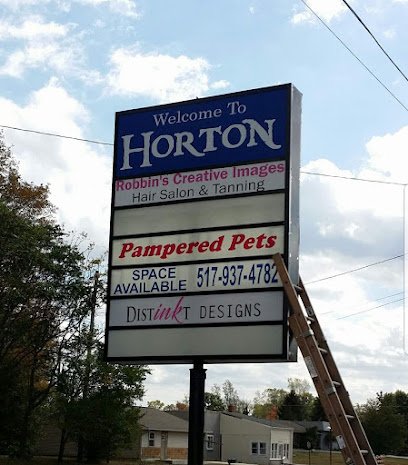 Welcome To
HORTON
Robbin's Creative Images
Hair Salon & Tanning
Pampered Pets
SPACE AVAILABLE 517-937-4782
DISTinkT DESIGNS